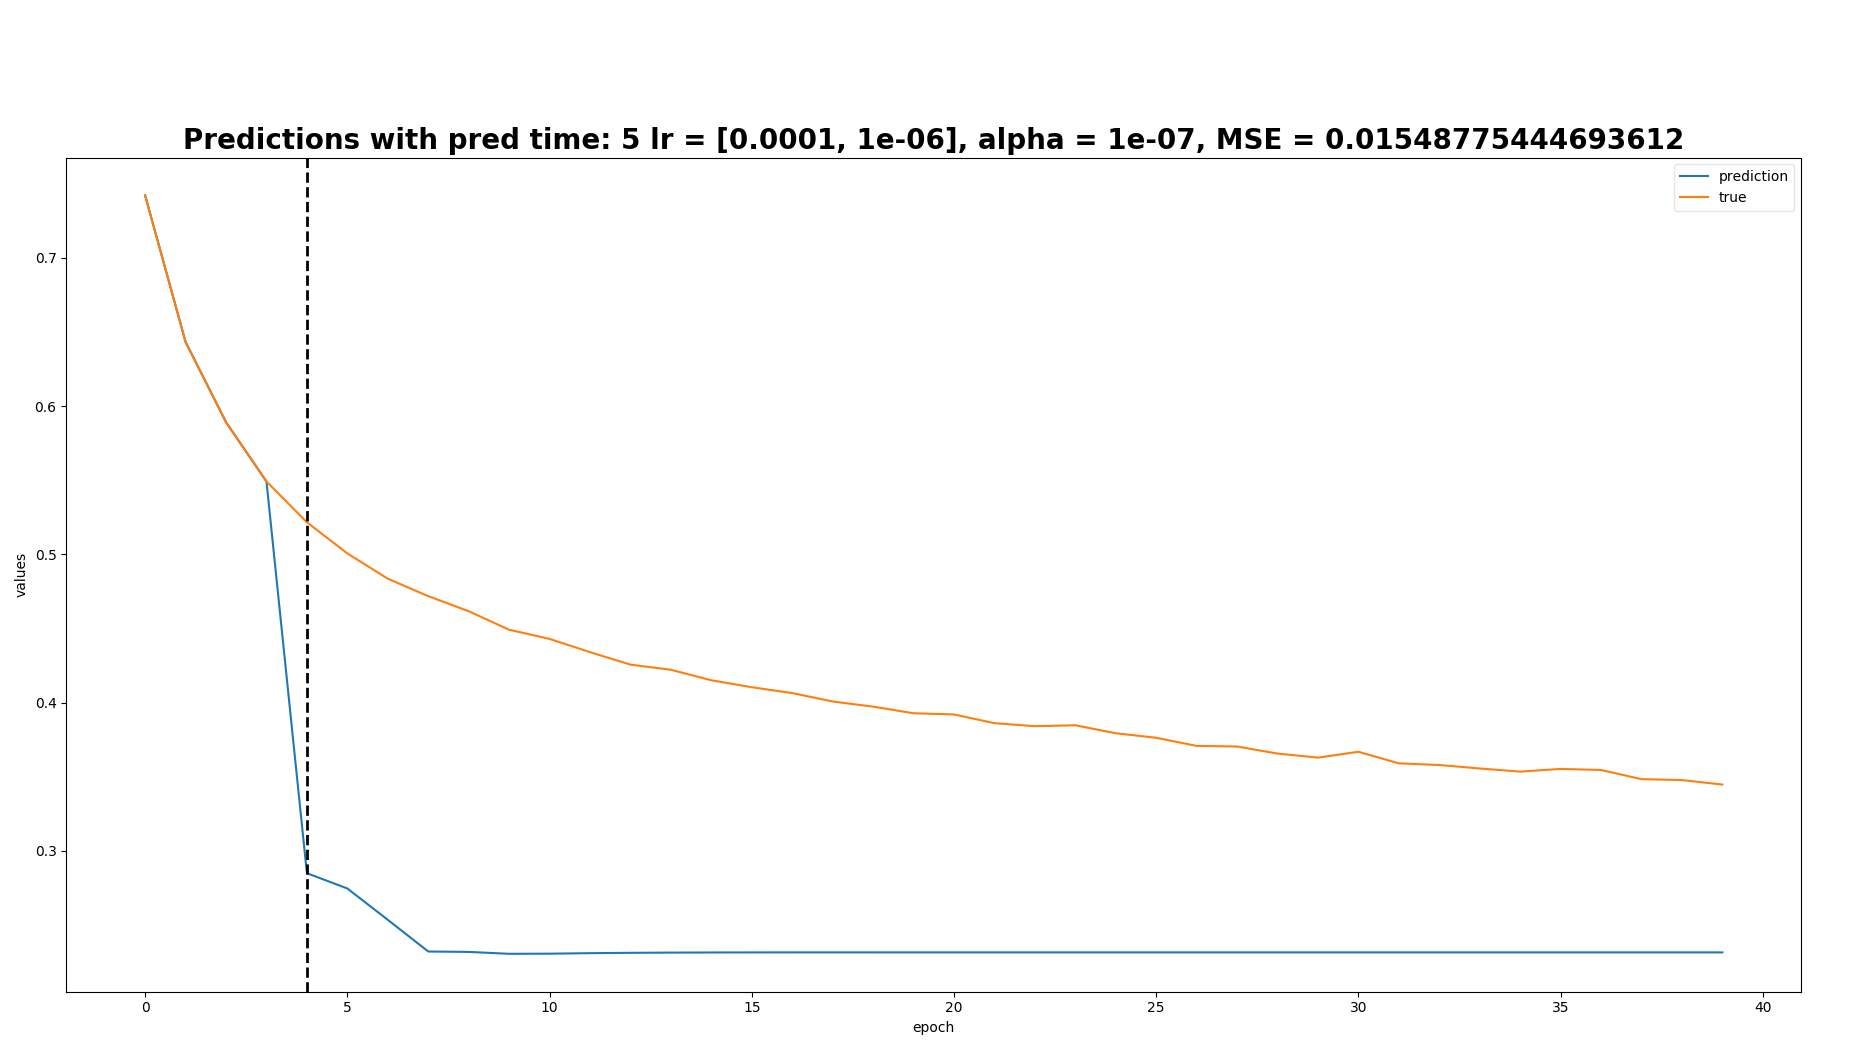 Predictions with pred time: 5 lr = [0.0001, 1e-06], alpha = 1e-07, MSE = 0.01548775444693612
prediction
true
0.7
0.6
0.5
0.4
0.3
values
0 5 10 15 20 25 30 35 40
epoch